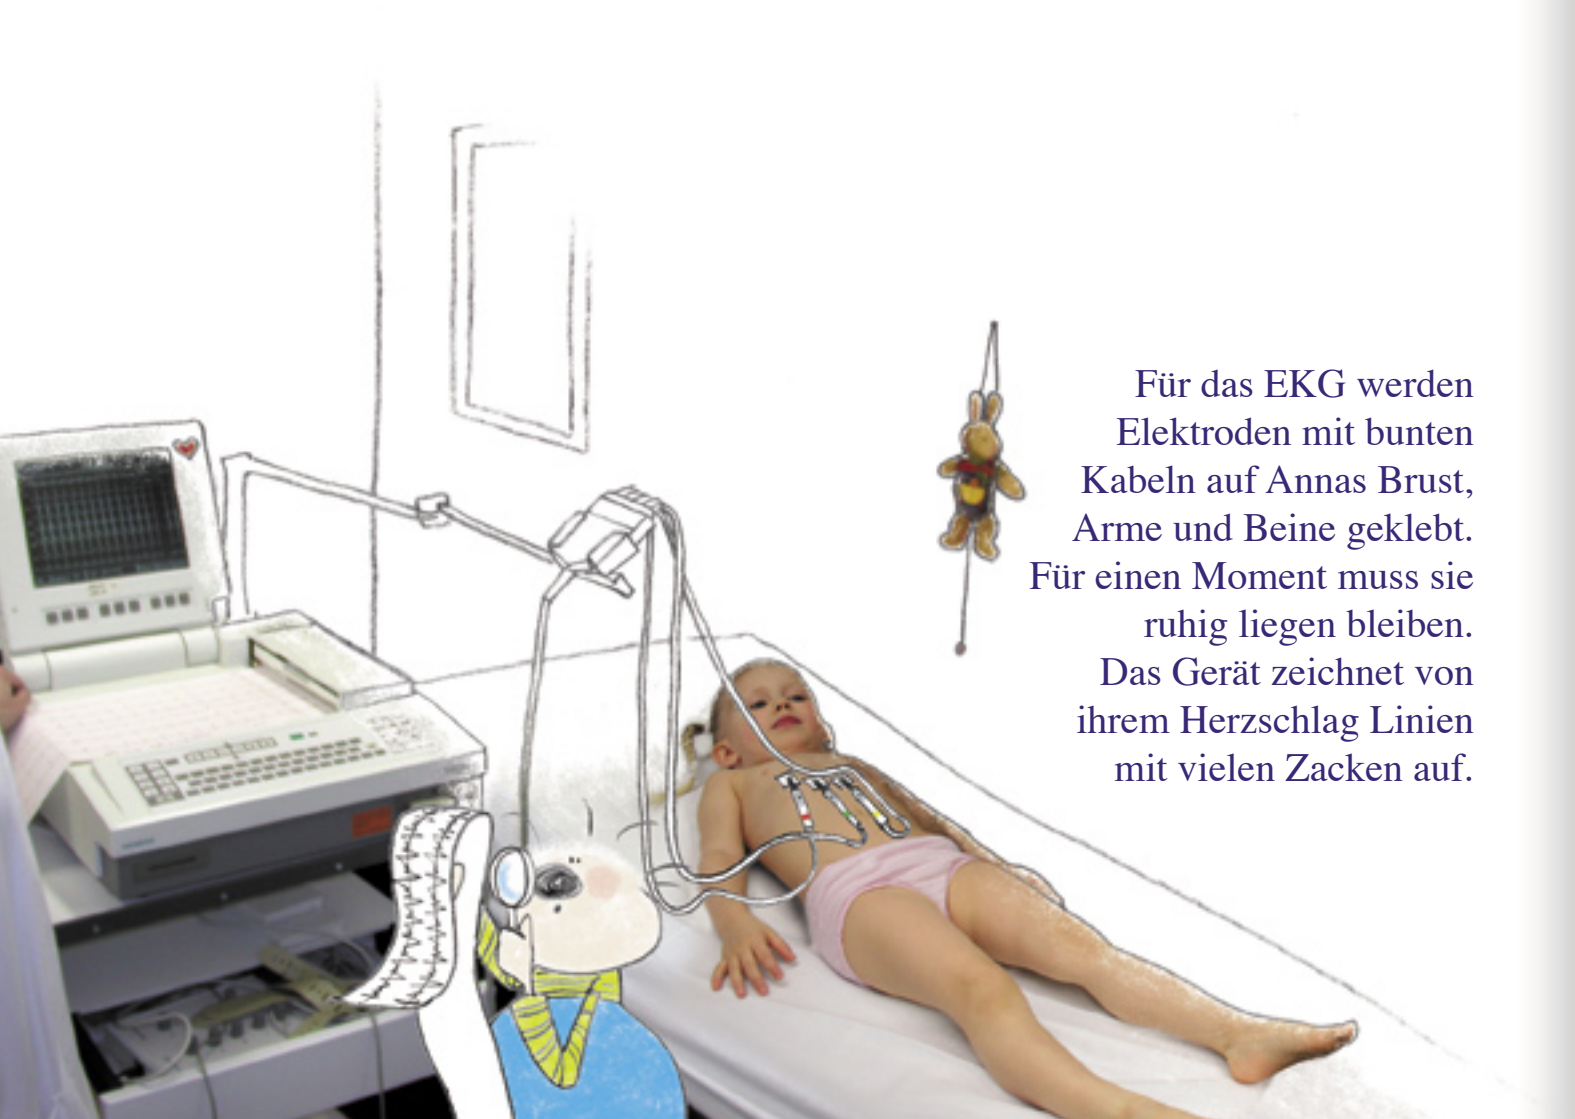 Für das EKG werden
Elektroden mit bunten
Kabeln auf Annas Brust,
Arme und Beine geklebt.
Für einen Moment muss sie
ruhig liegen bleiben.
Das Gerät zeichnet von
ihrem Herzschlag Linien
mit vielen Zacken auf.